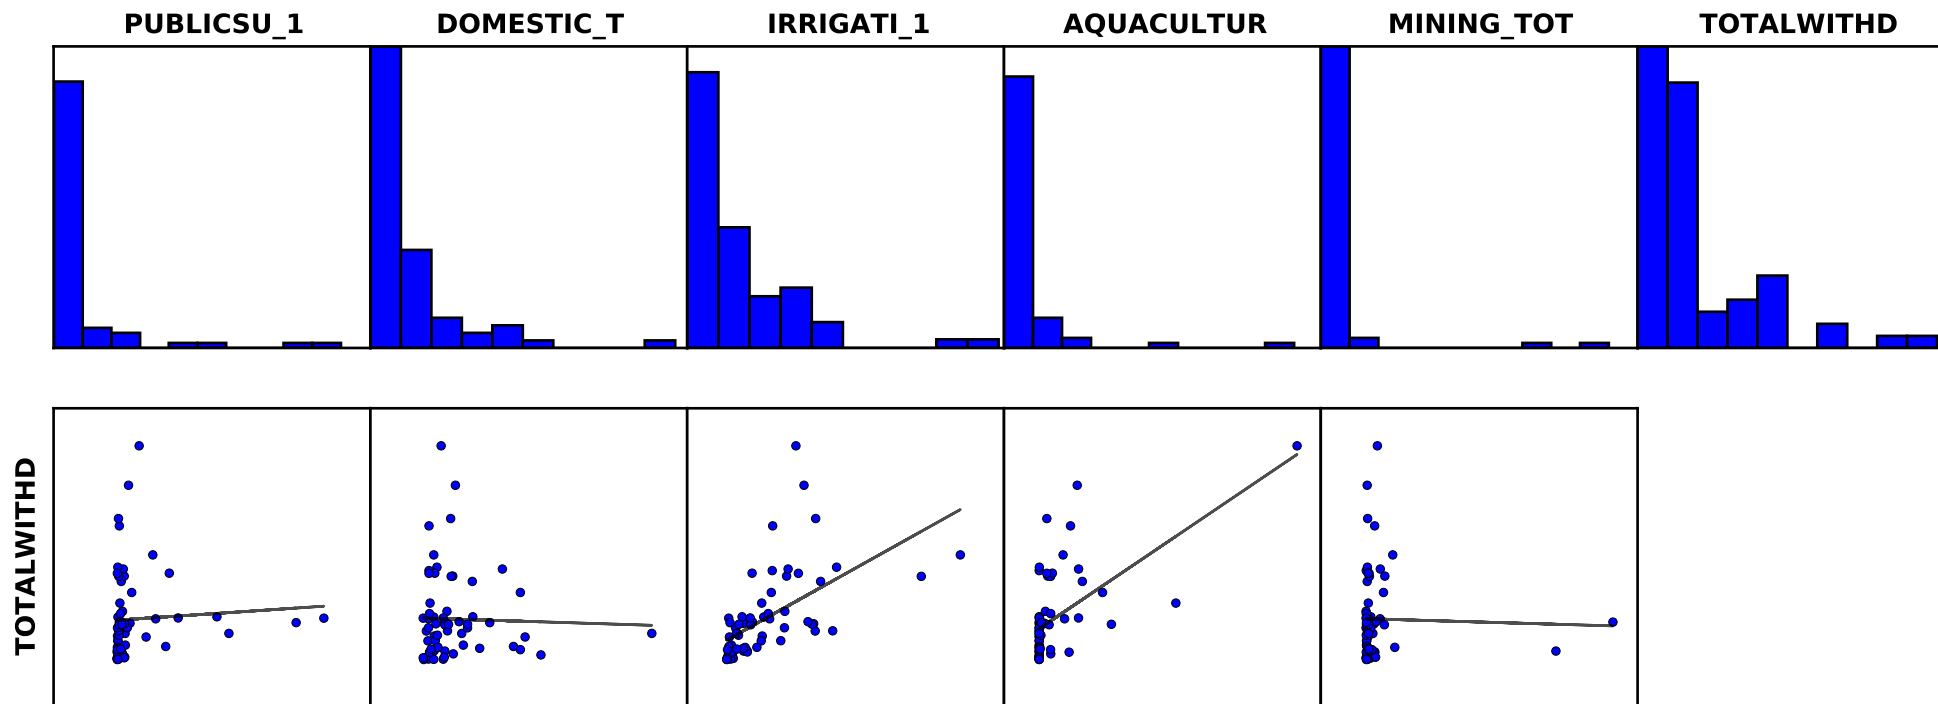 PUBLICSU_1 DOMESTIC_T IRRIGATI_1 AQUACULTUR MINING_TOT TOTALWITHD
TOTALWITHD